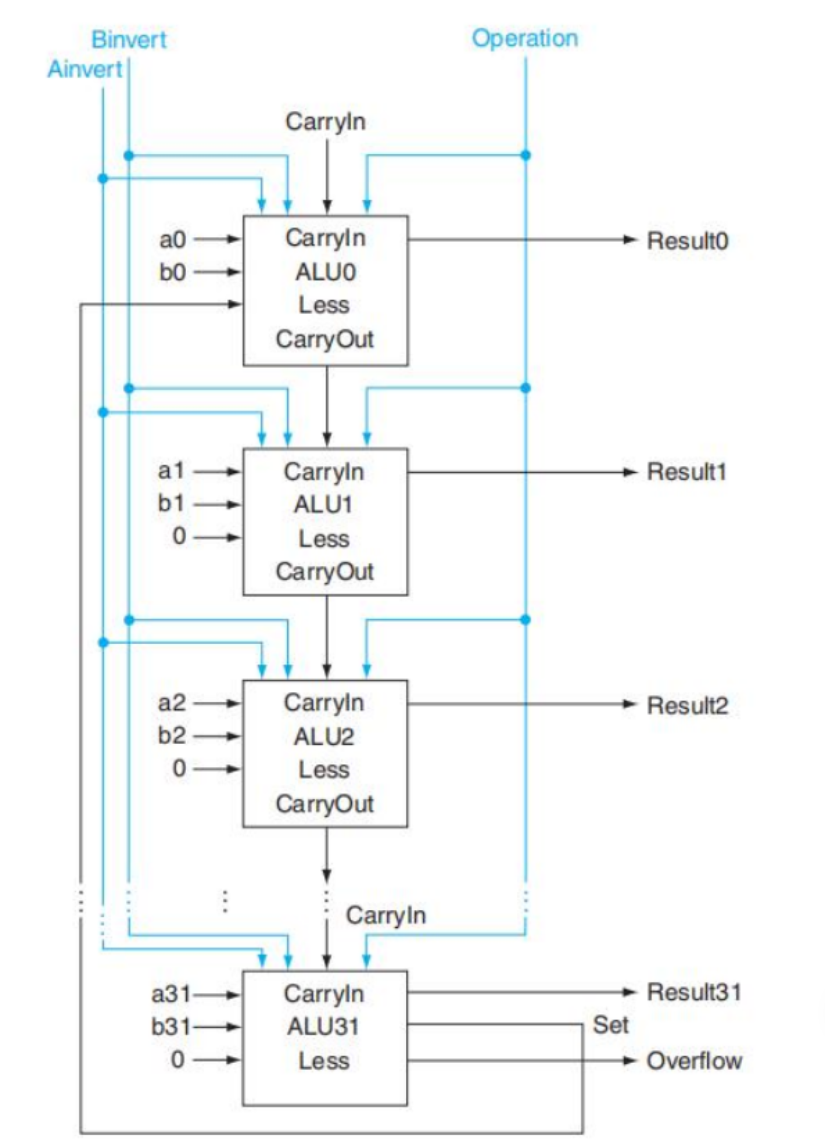 Binvert
Operation
Ainvert
CarryIn
a0
CarryIn
Result0
b0
ALU0
Less
CarryOut
a1
CarryIn
Result1
b1
ALU1
0
Less
CarryOut
a2
CarryIn
Result2
b2
ALU2
0
Less
CarryOut
CarryIn
a31
CarryIn
Result31
b31
ALU31
Set
0
Less
Overflow